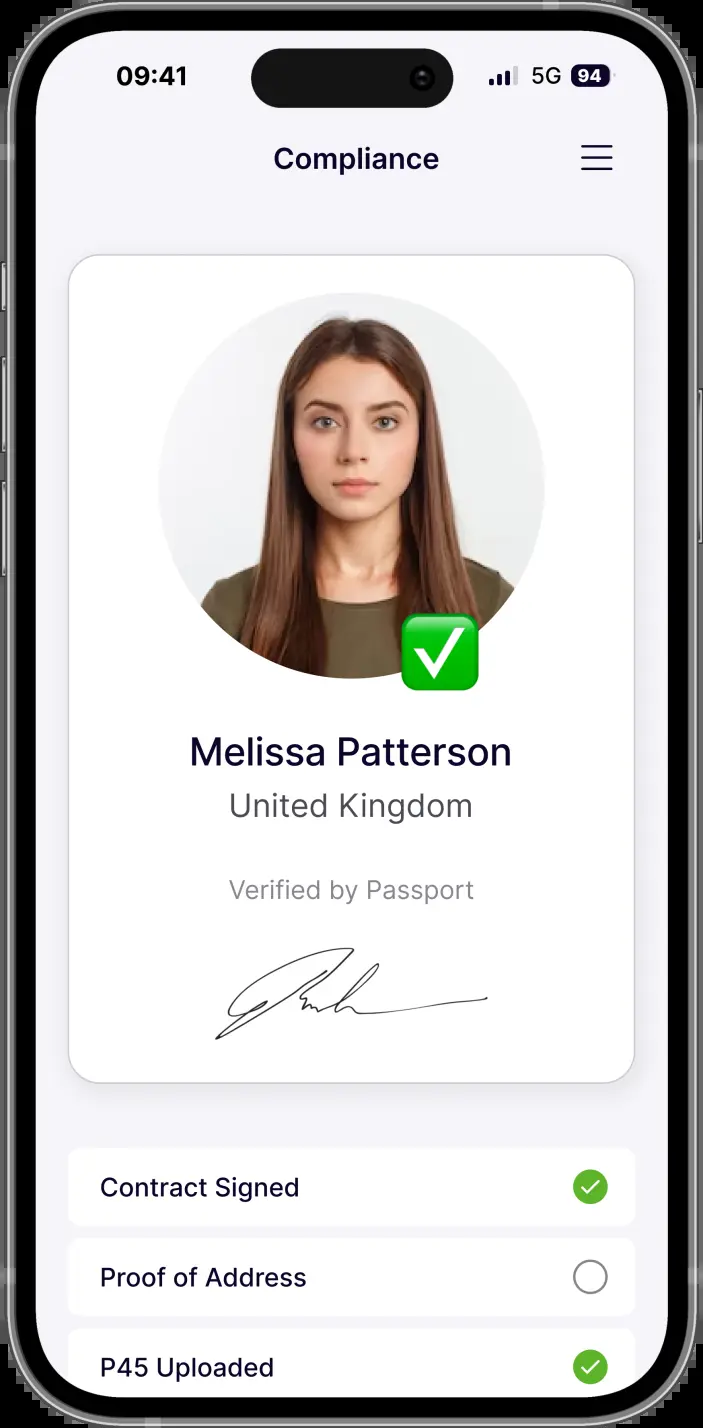 09:41 5G 94
Compliance
Melissa Patterson
United Kingdom
Verified by Passport
Contract Signed
Proof of Address
P45 Uploaded